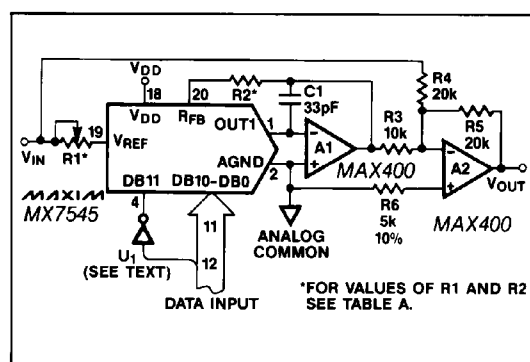 VDD
18
20
R2*
C1
33pF
R4
20k
VDD
RFB
OUT1
1
R3
10k
R5
20k
VIN
R1*
19
VREF
A1
MAX400
A2
VOUT
AGND
2
MAXIM
MX7545
DB11
DB10-DB0
4
11
12
U1
(SEE TEXT)
DATA INPUT
ANALOG
COMMON
R6
5k
10%
MAX400
*FOR VALUES OF R1 AND R2
SEE TABLE A.
−
+
−
+